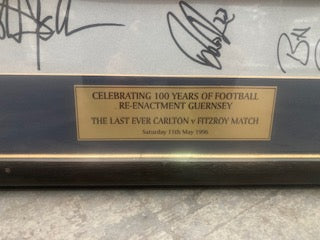 CELEBRATING 100 YEARS OF FOOTBALL
RE-ENACTMENT GUERNSEY
THE LAST EVER CARLTON v FITZROY MATCH
Saturday 11th May 1996